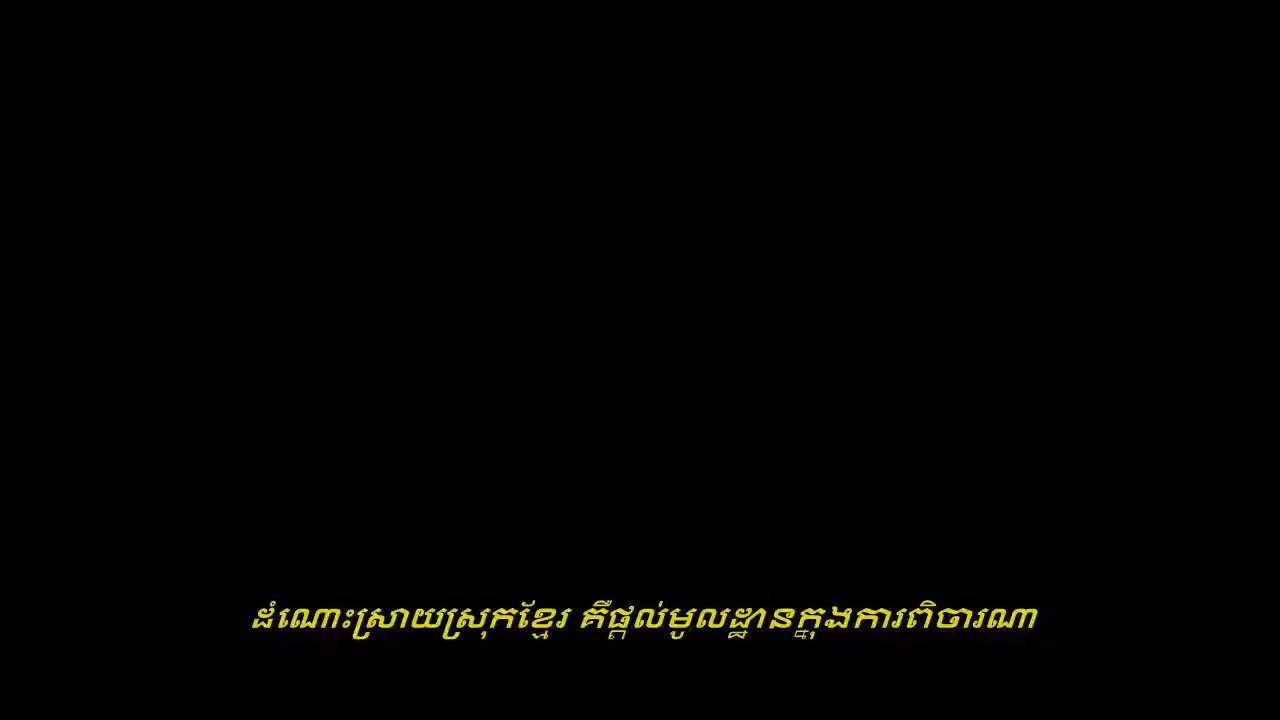 ដំណោះស្រាយស្រុកខ្មែរ គឺផ្តល់មូលដ្ឋានក្នុងការពិចារណា